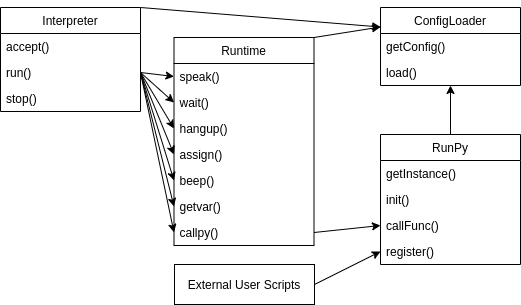 Interpreter
accept()
run()
stop()
Runtime
speak()
wait()
hangup()
assign()
beep()
getvar()
callpy()
ConfigLoader
getConfig()
load()
RunPy
getInstance()
init()
callFunc()
register()
External User Scripts